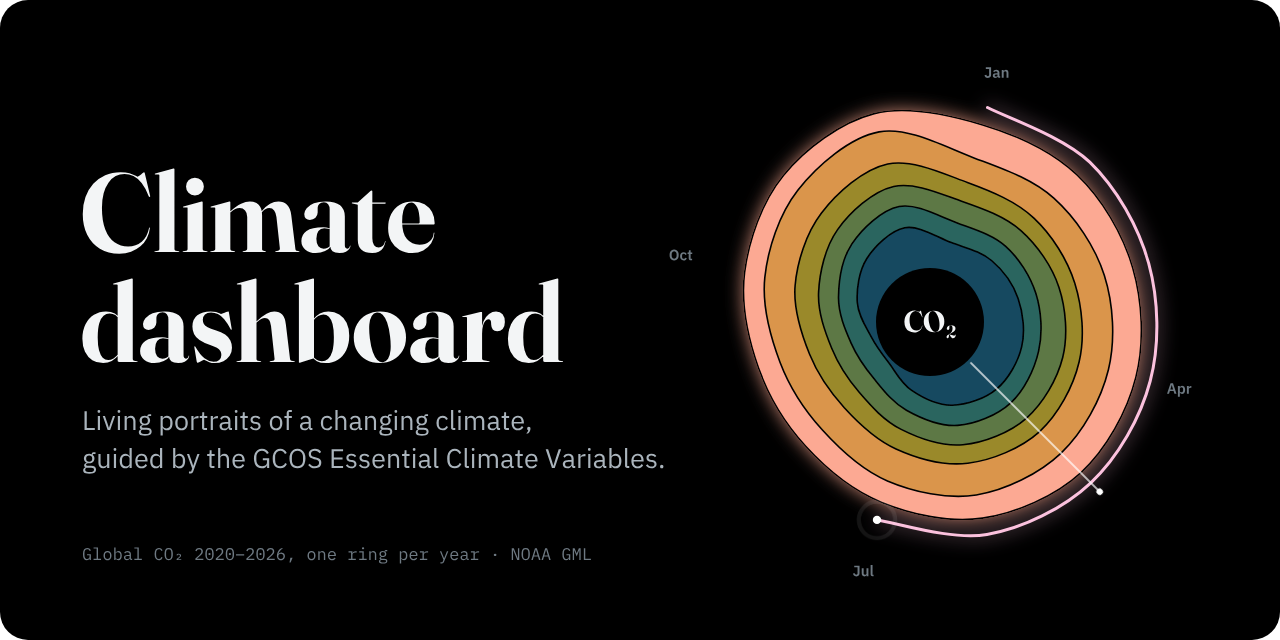 Climate
dashboard
Living portraits of a changing climate,
guided by the GCOS Essential Climate Variables.
Global CO₂ 2020–2026, one ring per year · NOAA GML
Jan
Oct
CO₂
Apr
Jul